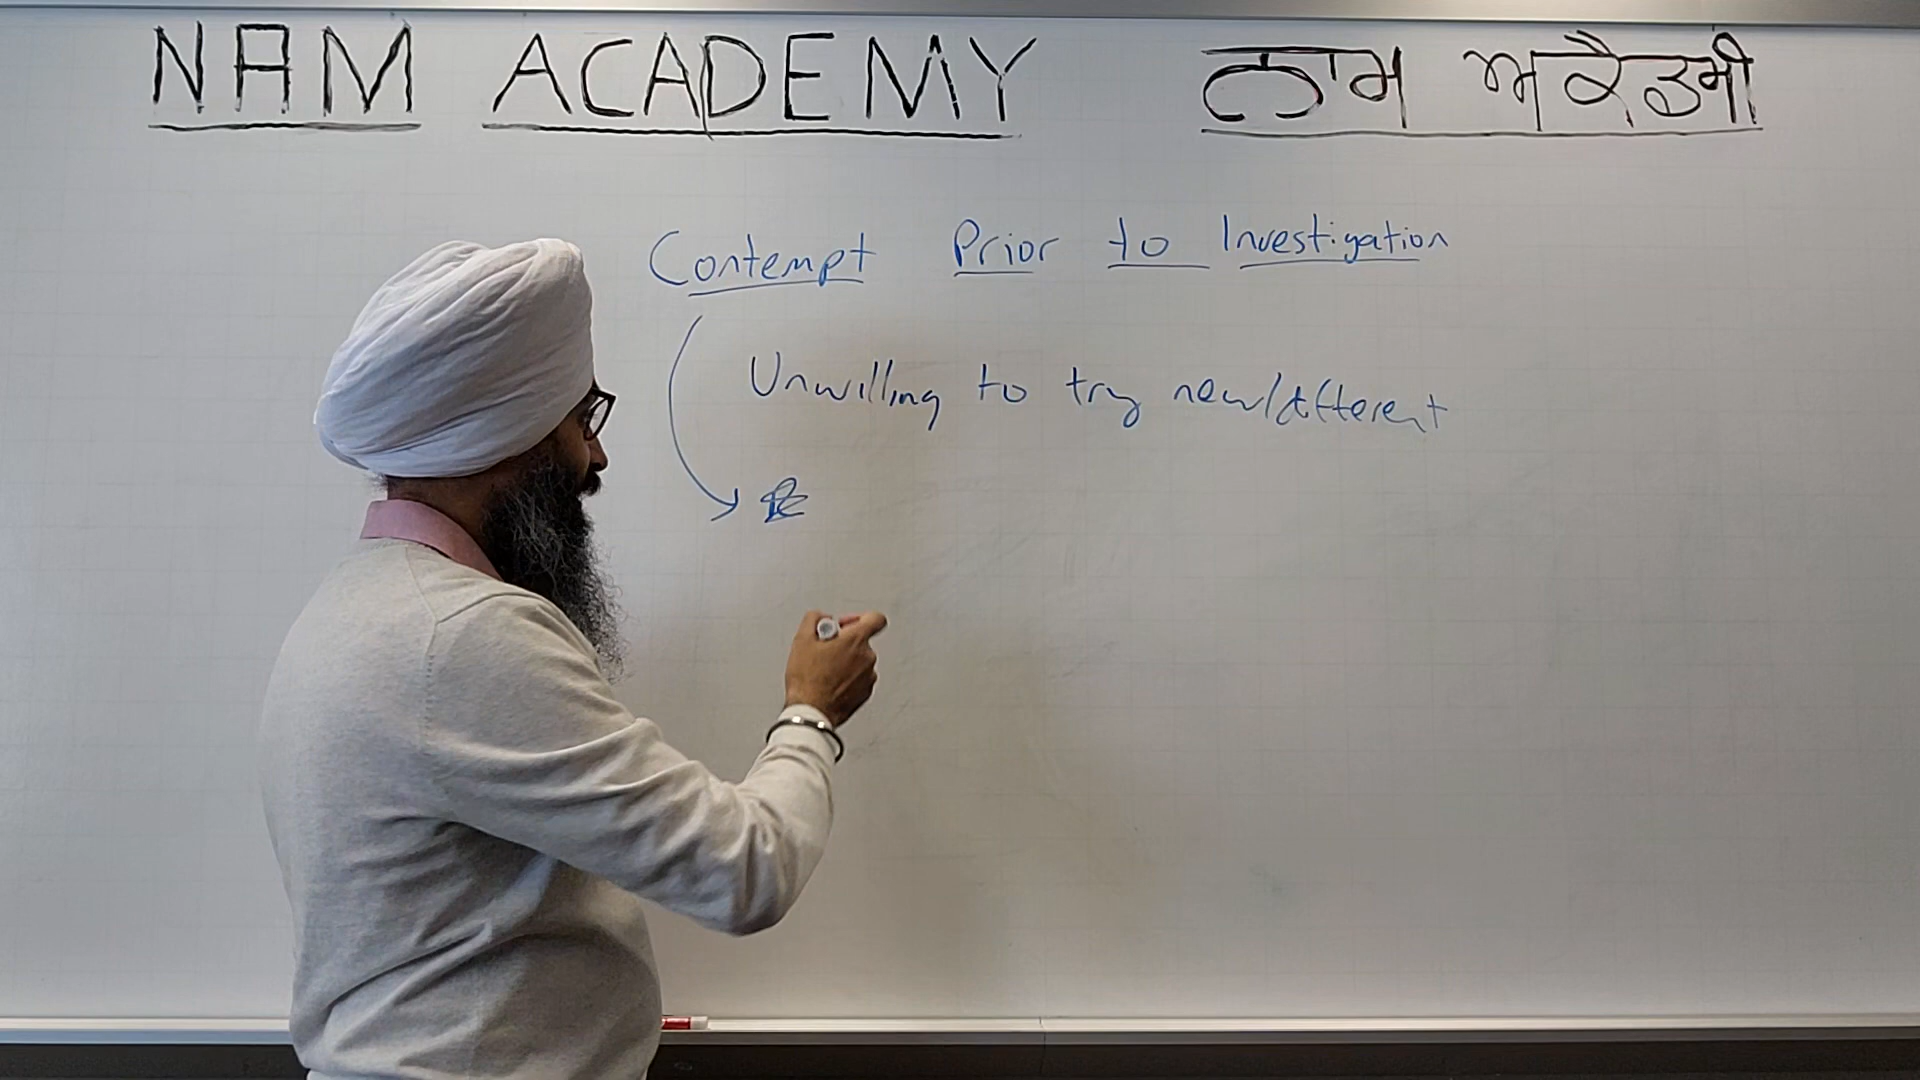 NAM ACADEMY ਨਾਮ ਅਕੈਡਮੀ
Contempt Prior to Investigation
Unwilling to try new/different